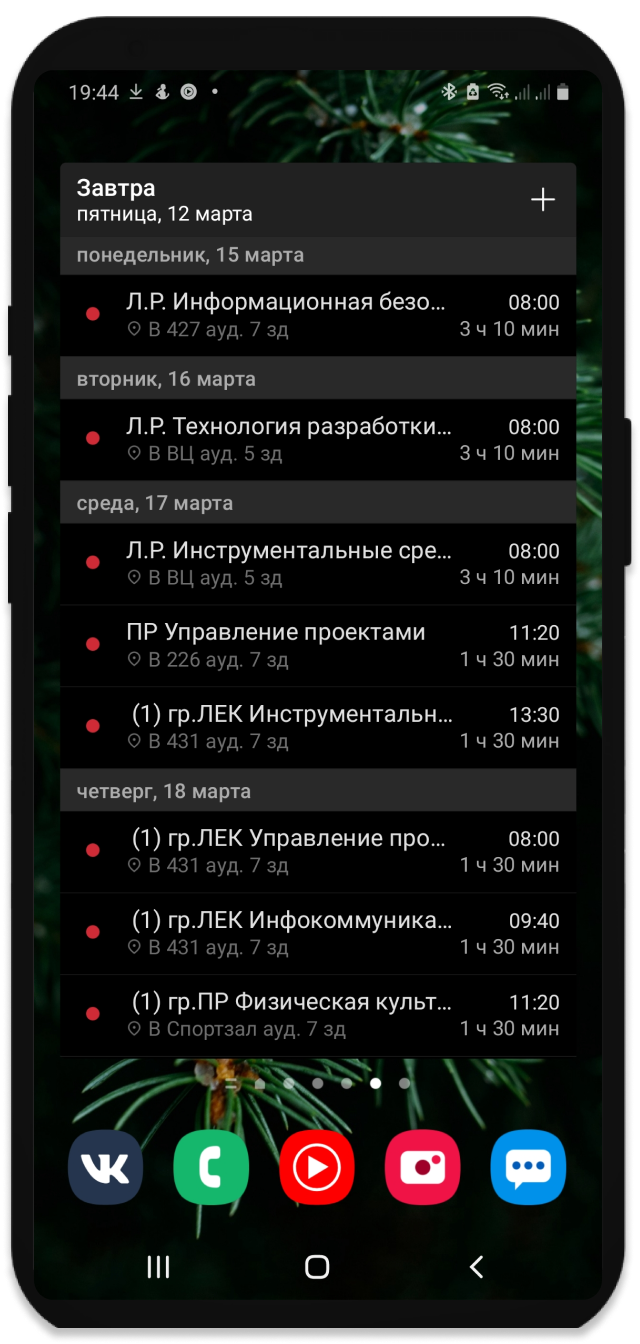 19:44
Завтра
пятница, 12 марта
понедельник, 15 марта
Л.Р. Информационная безо... 08:00
В 427 ауд. 7 зд 3 ч 10 мин
вторник, 16 марта
Л.Р. Технология разработки... 08:00
В ВЦ ауд. 5 зд 3 ч 10 мин
среда, 17 марта
Л.Р. Инструментальные сре... 08:00
В ВЦ ауд. 5 зд 3 ч 10 мин
ПР Управление проектами 11:20
В 226 ауд. 7 зд 1 ч 30 мин
(1) гр.ЛЕК Инструментальн... 13:30
В 431 ауд. 7 зд 1 ч 30 мин
четверг, 18 марта
(1) гр.ЛЕК Управление про... 08:00
В 431 ауд. 7 зд 1 ч 30 мин
(1) гр.ЛЕК Инфокоммуника... 09:40
В 431 ауд. 7 зд 1 ч 30 мин
(1) гр.ПР Физическая культ... 11:20
В Спортзал ауд. 7 зд 1 ч 30 мин